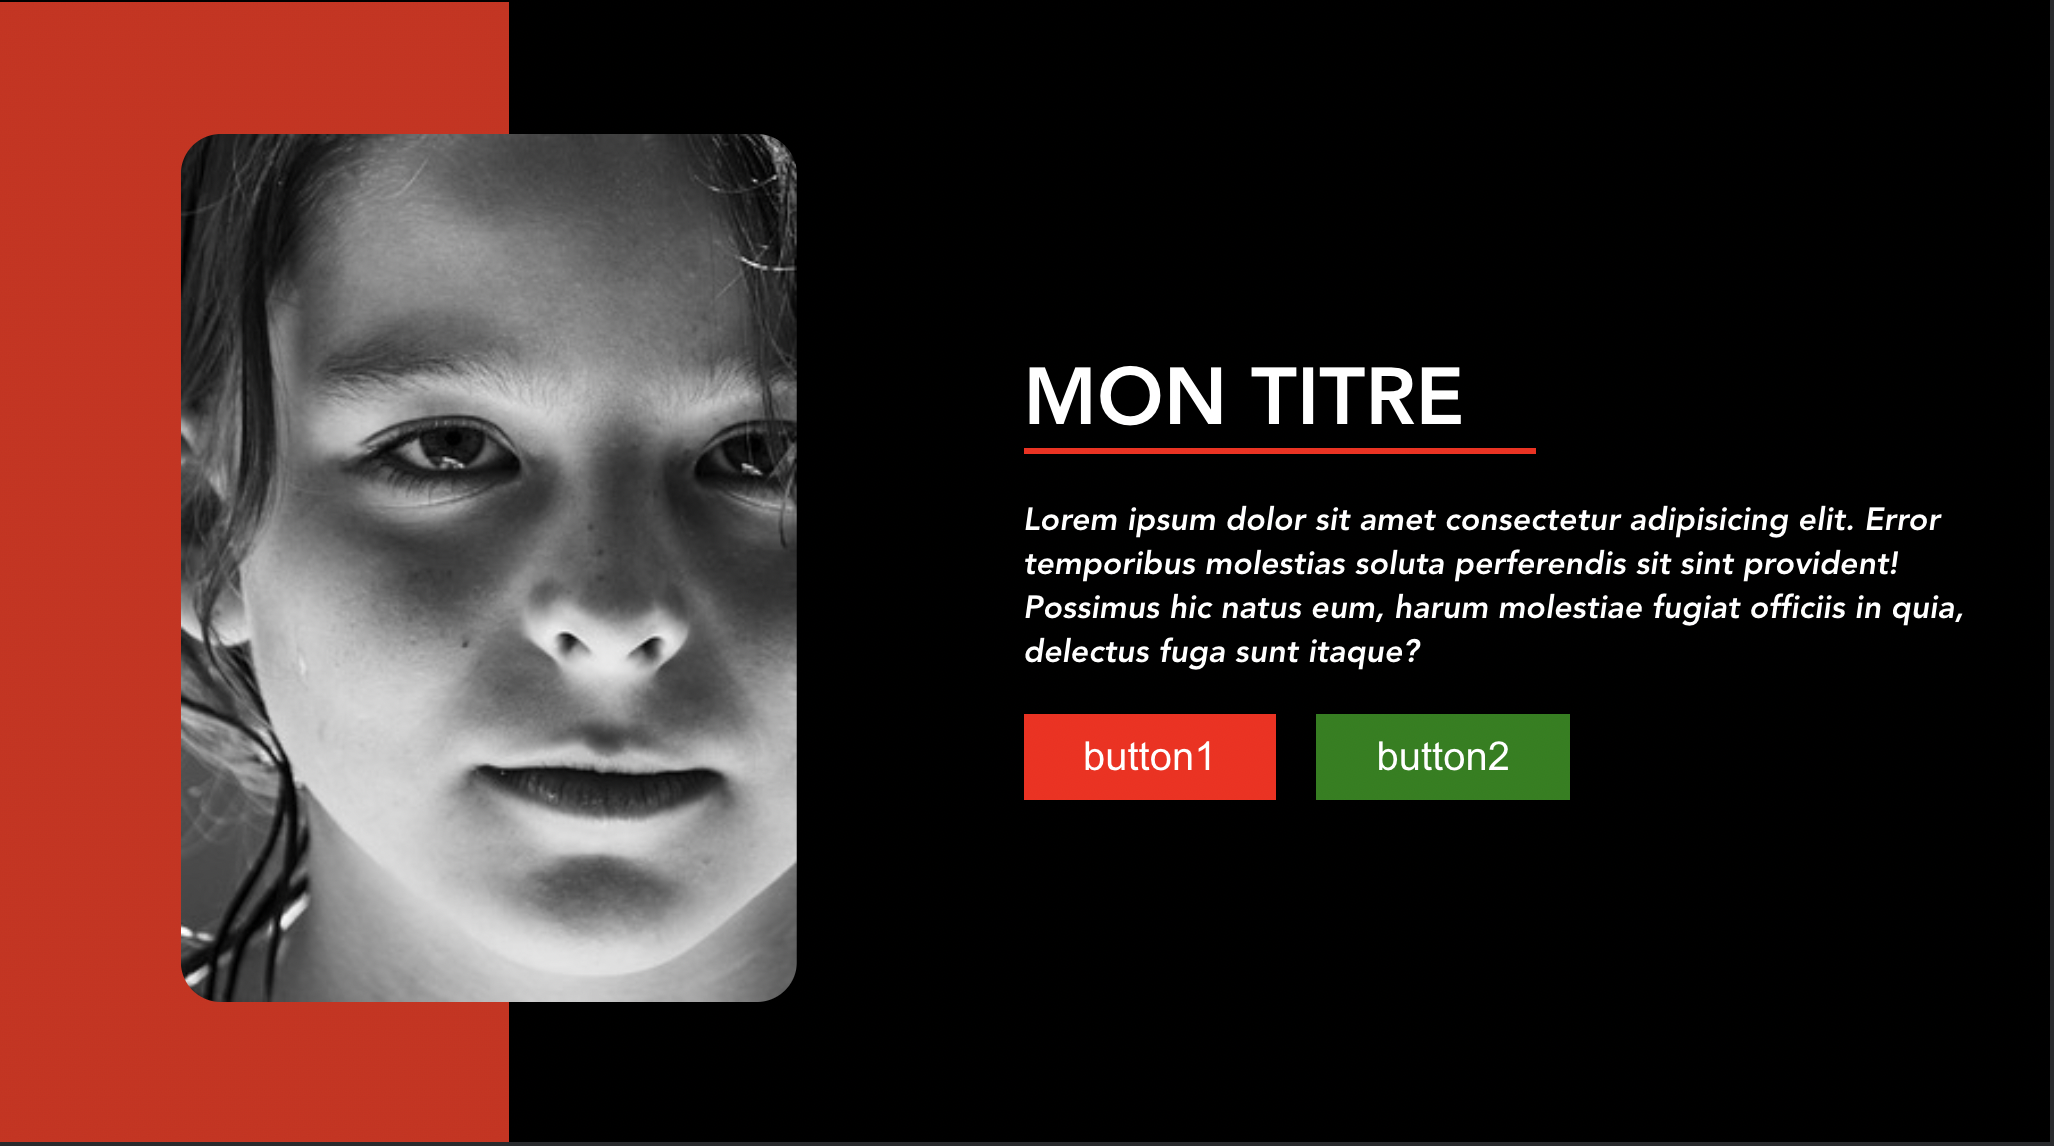 MON TITRE
Lorem ipsum dolor sit amet consectetur adipisicing elit. Error
temporibus molestias soluta perferendis sit sint provident!
Possimus hic natus eum, harum molestiae fugiat officiis in quia,
delectus fuga sunt itaque?
button1
button2